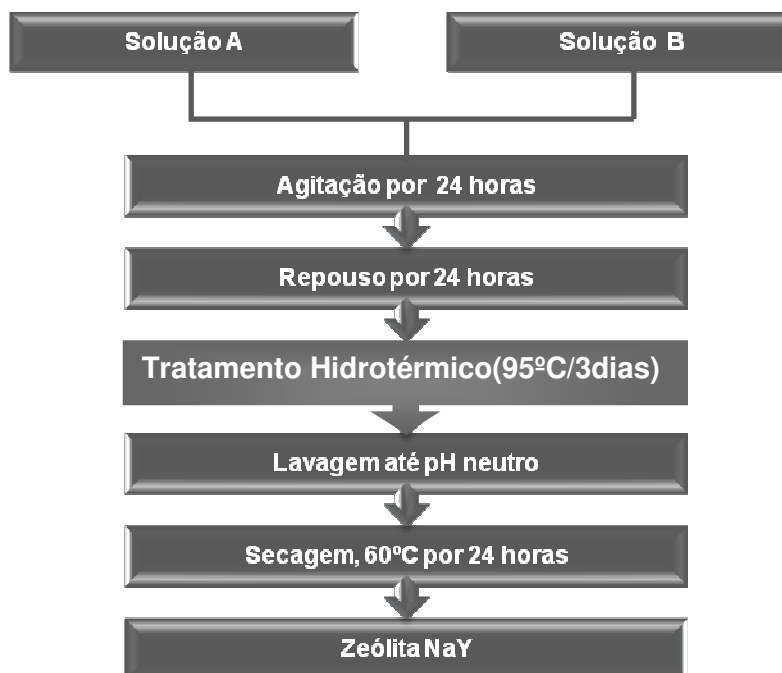 Solução A
Solução B
Agitação por 24 horas
Repouso por 24 horas
Tratamento Hidrotérmico(95ºC/3dias)
Lavagem até pH neutro
Secagem, 60ºC por 24 horas
Zeólita NaY